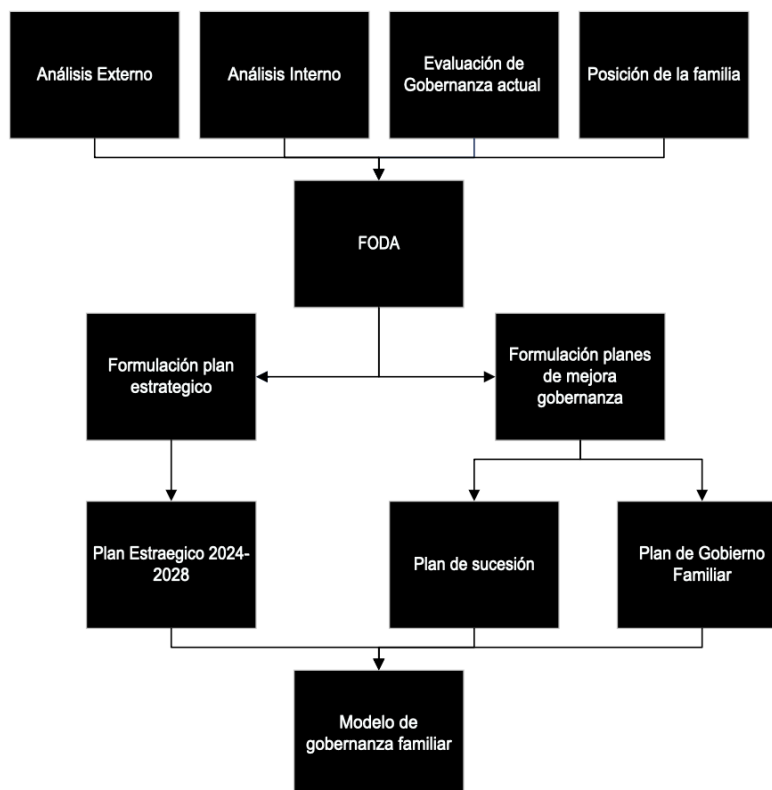 Análisis Externo
Análisis Interno
Evaluación de
Gobernanza actual
Posición de la familia
FODA
Formulación plan
estrategico
Formulación planes
de mejora
gobernanza
Plan Estraegico 2024-
2028
Plan de sucesión
Plan de Gobierno
Familiar
Modelo de
gobernanza familiar